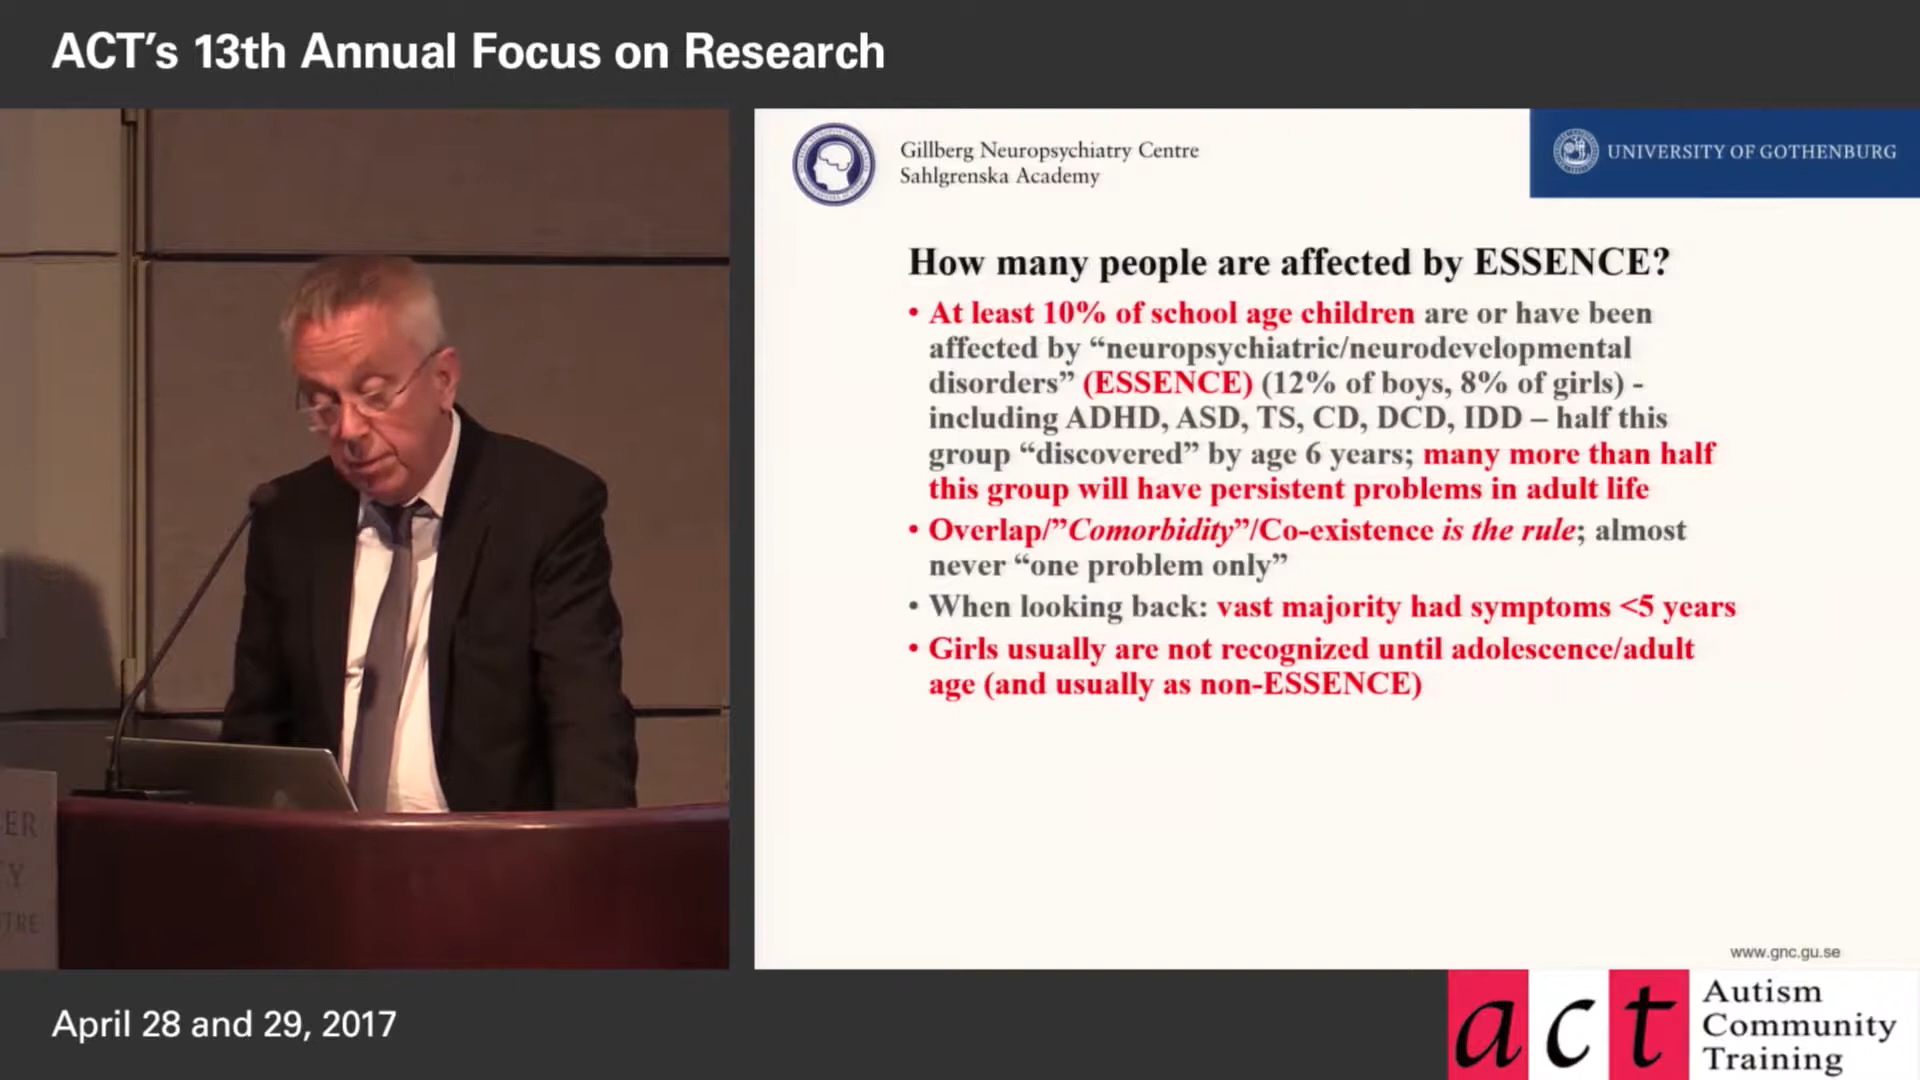 ACT's 13th Annual Focus on Research
Gillberg Neuropsychiatry Centre
Sahlgrenska Academy
UNIVERSITY OF GOTHENBURG
How many people are affected by ESSENCE?
• At least 10% of school age children are or have been
affected by “neuropsychiatric/neurodevelopmental
disorders” (ESSENCE) (12% of boys, 8% of girls) -
including ADHD, ASD, TS, CD, DCD, IDD – half this
group “discovered” by age 6 years; many more than half
this group will have persistent problems in adult life
• Overlap/”Comorbidity”/Co-existence is the rule; almost
never “one problem only”
• When looking back: vast majority had symptoms <5 years
• Girls usually are not recognized until adolescence/adult
age (and usually as non-ESSENCE)
www.gnc.gu.se
ER
Y
TRE
April 28 and 29, 2017
act
Autism
Community
Training